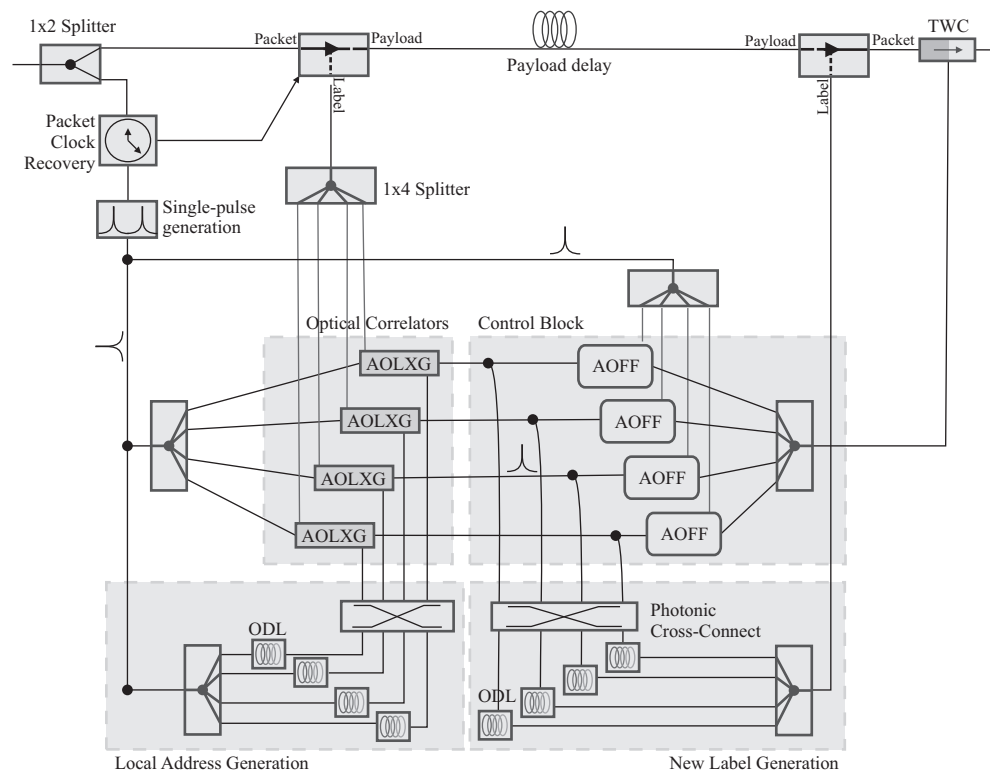 1x2 Splitter
TWC
Packet
Payload
Payload
Packet
Payload delay
Label
Label
Packet
Clock
Recovery
1x4 Splitter
Single-pulse
generation
Optical Correlators
Control Block
AOLXG
AOFF
AOLXG
AOFF
AOLXG
AOFF
AOLXG
AOFF
Photonic
Cross-Connect
ODL
ODL
Local Address Generation
New Label Generation